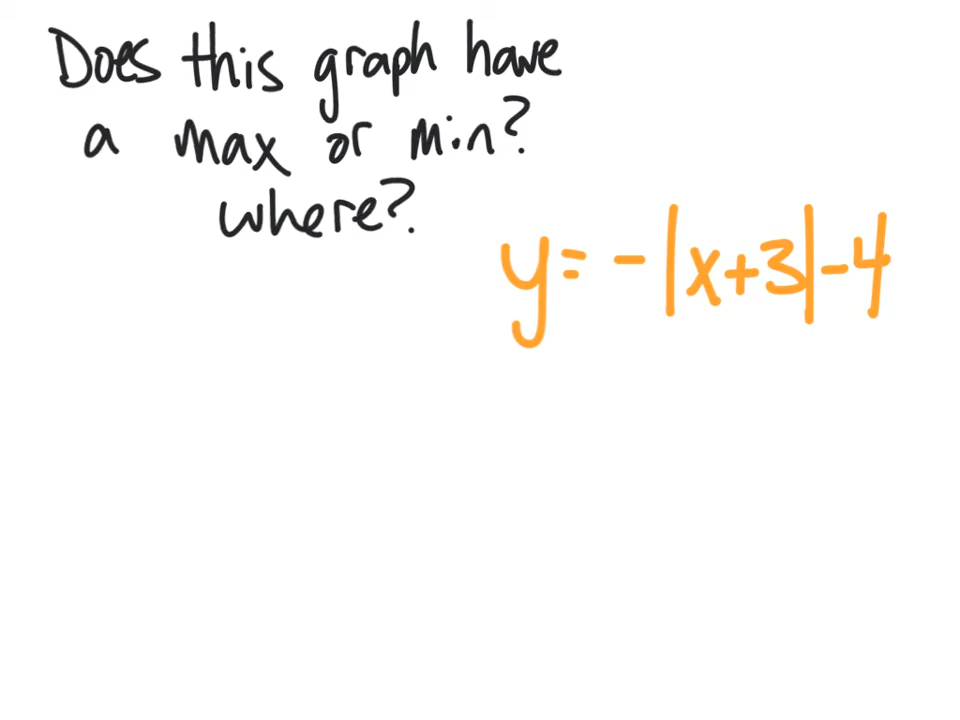 Does this graph have
a max or min?
where?
y = - |x+3| - 4